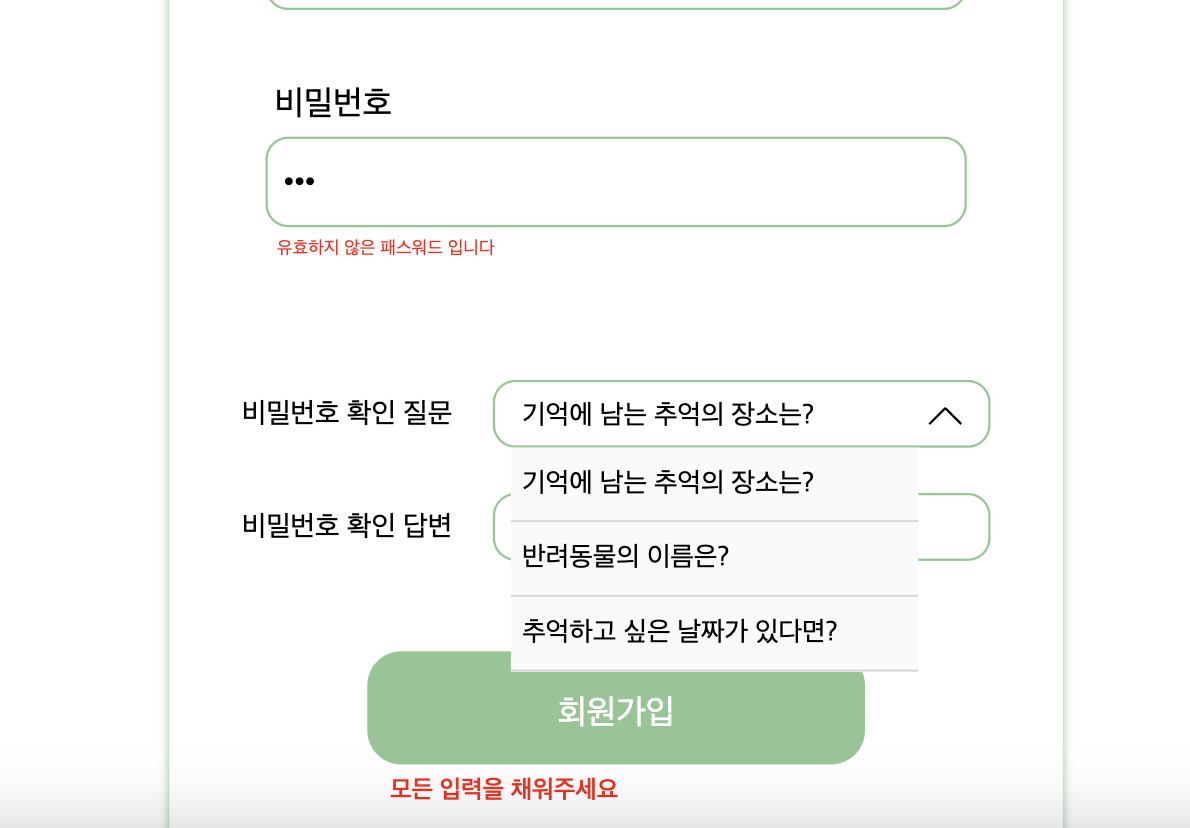 비밀번호
•••
유효하지 않은 패스워드 입니다
비밀번호 확인 질문
기억에 남는 추억의 장소는?
기억에 남는 추억의 장소는?
비밀번호 확인 답변
반려동물의 이름은?
추억하고 싶은 날짜가 있다면?
회원가입
모든 입력을 채워주세요